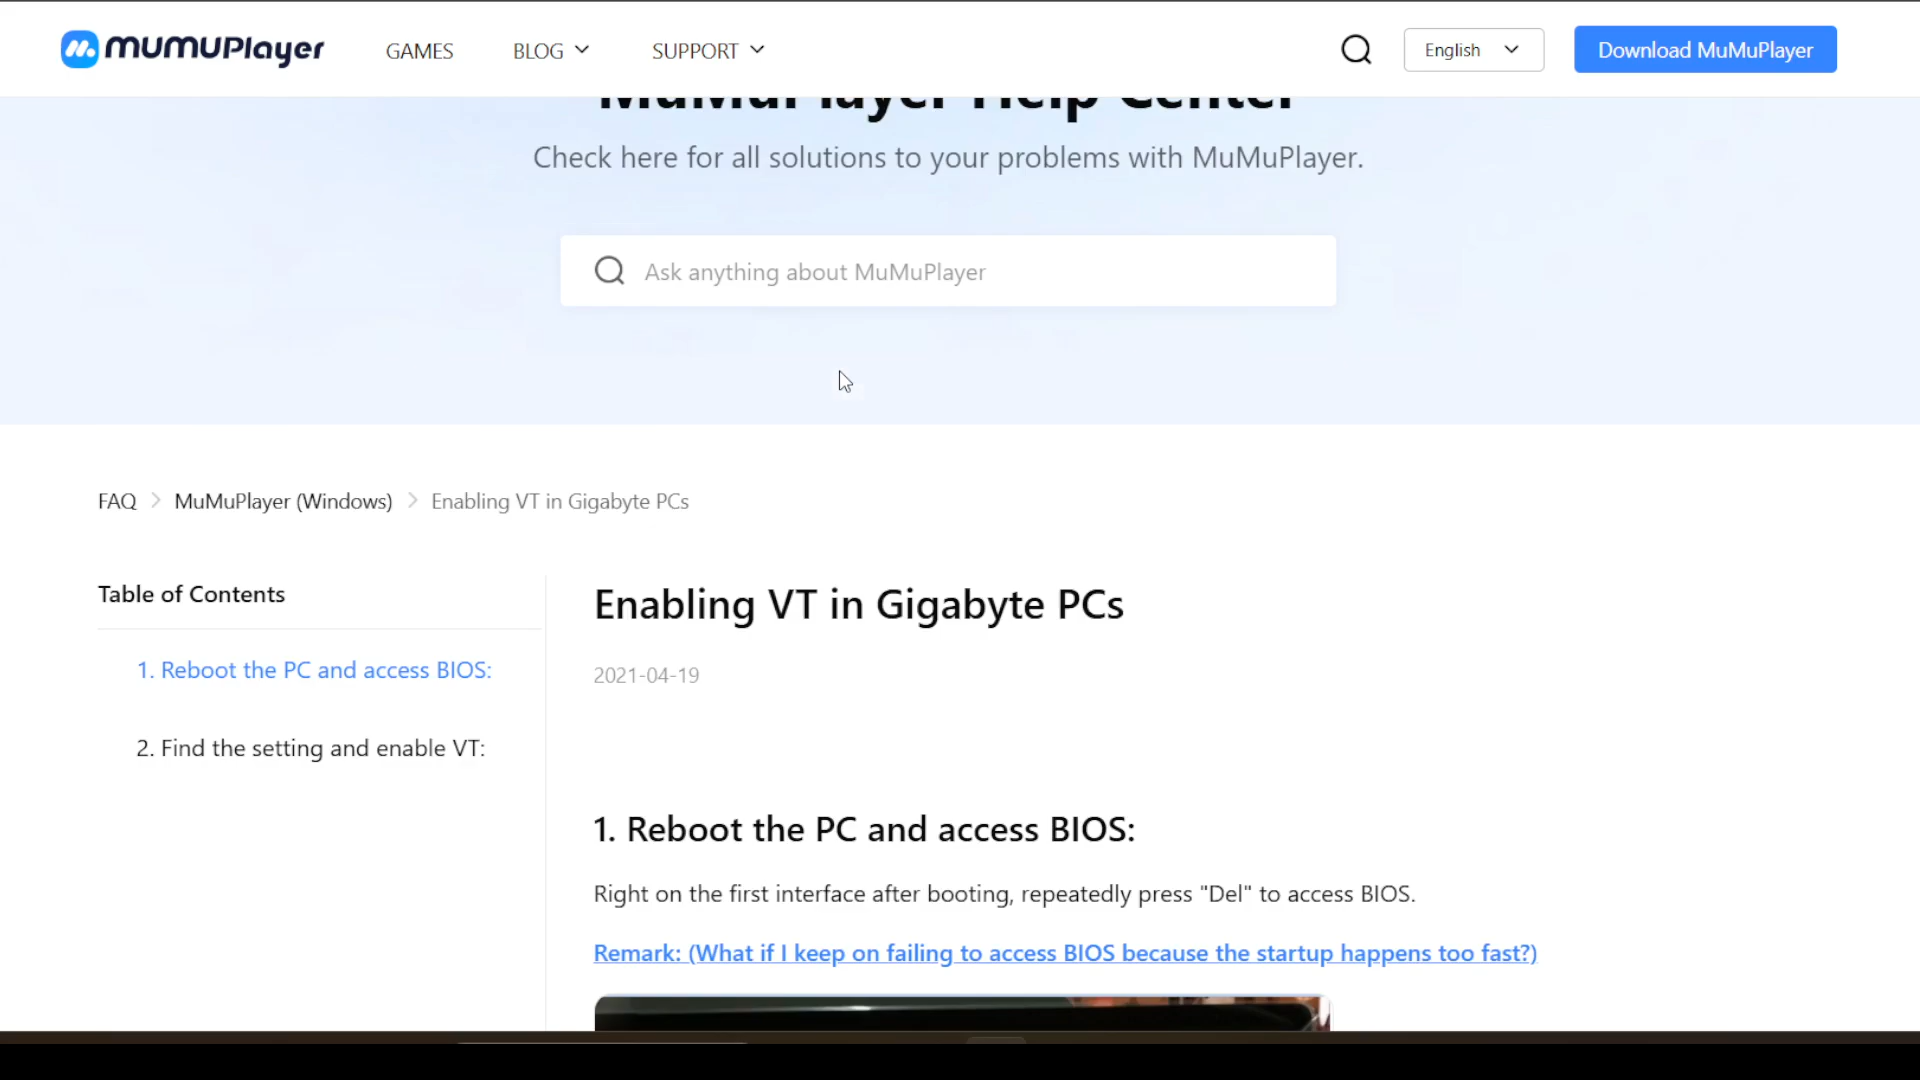 MuMuPlayer
GAMES
BLOG
SUPPORT
English
Download MuMuPlayer
MuMuPlayer Help Center
Check here for all solutions to your problems with MuMuPlayer.
Ask anything about MuMuPlayer
FAQ > MuMuPlayer (Windows) > Enabling VT in Gigabyte PCs
Table of Contents
1. Reboot the PC and access BIOS:
2. Find the setting and enable VT:
Enabling VT in Gigabyte PCs
2021-04-19
1. Reboot the PC and access BIOS:
Right on the first interface after booting, repeatedly press "Del" to access BIOS.
Remark: (What if I keep on failing to access BIOS because the startup happens too fast?)